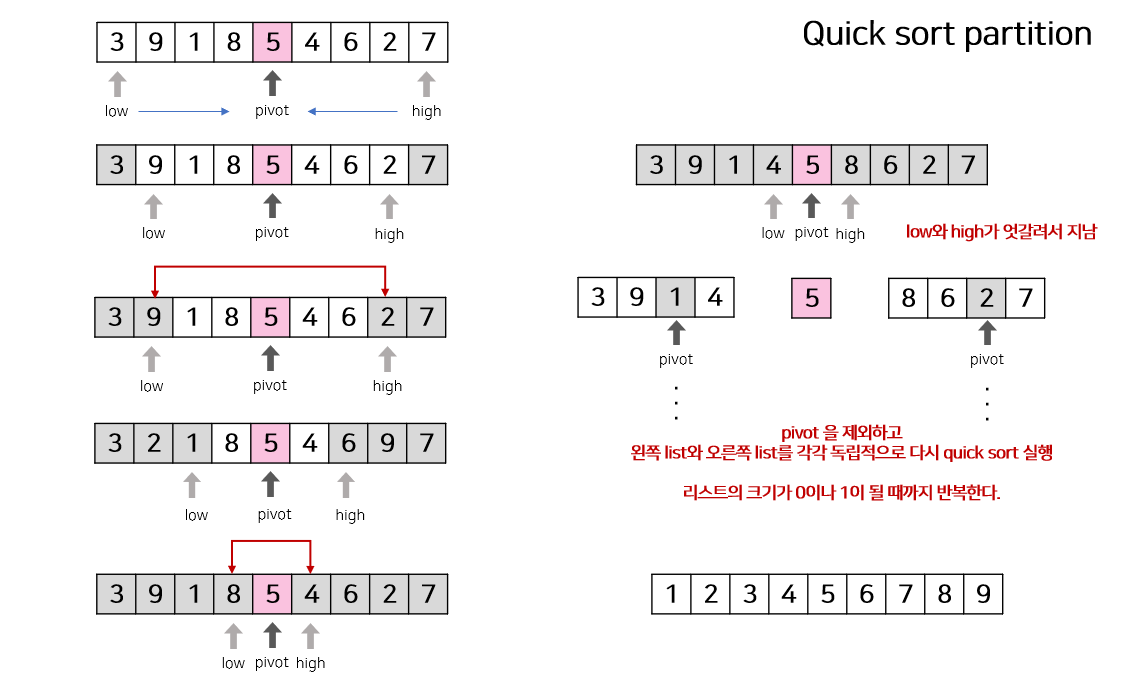 Quick sort partition
3 9 1 8 5 4 6 2 7
low pivot high
3 9 1 8 5 4 6 2 7
low pivot high
3 9 1 8 5 4 6 2 7
low pivot high
3 2 1 8 5 4 6 9 7
low pivot high
3 9 1 8 5 4 6 2 7
low pivot high
3 9 1 4 5 8 6 2 7
low pivot high
low와 high가 엇갈려서 지남
3 9 1 4 5 8 6 2 7
pivot pivot
pivot 을 제외하고
왼쪽 list와 오른쪽 list를 각각 독립적으로 다시 quick sort 실행
리스트의 크기가 0이나 1이 될 때까지 반복한다.
1 2 3 4 5 6 7 8 9